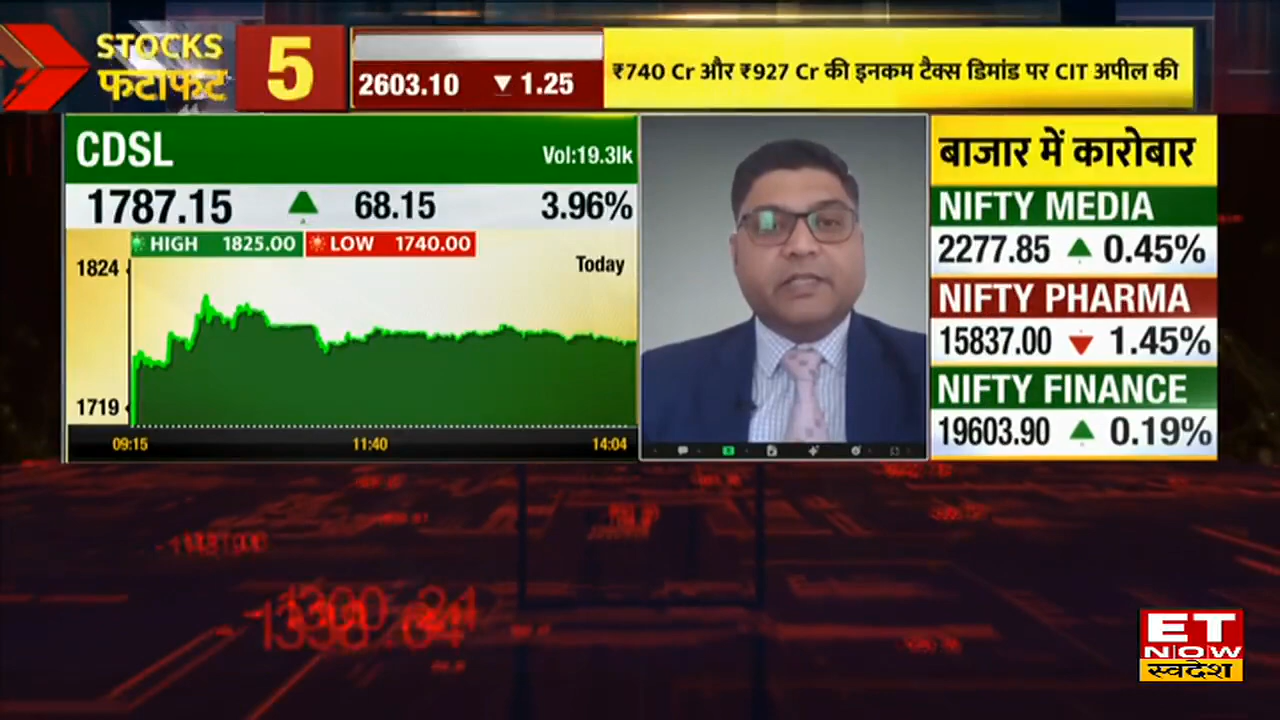 STOCKS
फटाफट
5
2603.10 ▼ 1.25
₹740 Cr और ₹927 Cr की इनकम टैक्स डिमांड पर CIT अपील की
CDSL
Vol:19.3lk
1787.15 ▲ 68.15 3.96%
HIGH 1825.00 LOW 1740.00
Today
1824
1719
09:15 11:40 14:04
बाजार में कारोबार
NIFTY MEDIA
2277.85 ▲ 0.45%
NIFTY PHARMA
15837.00 ▼ 1.45%
NIFTY FINANCE
19603.90 ▲ 0.19%
ET
NOW
स्वदेश